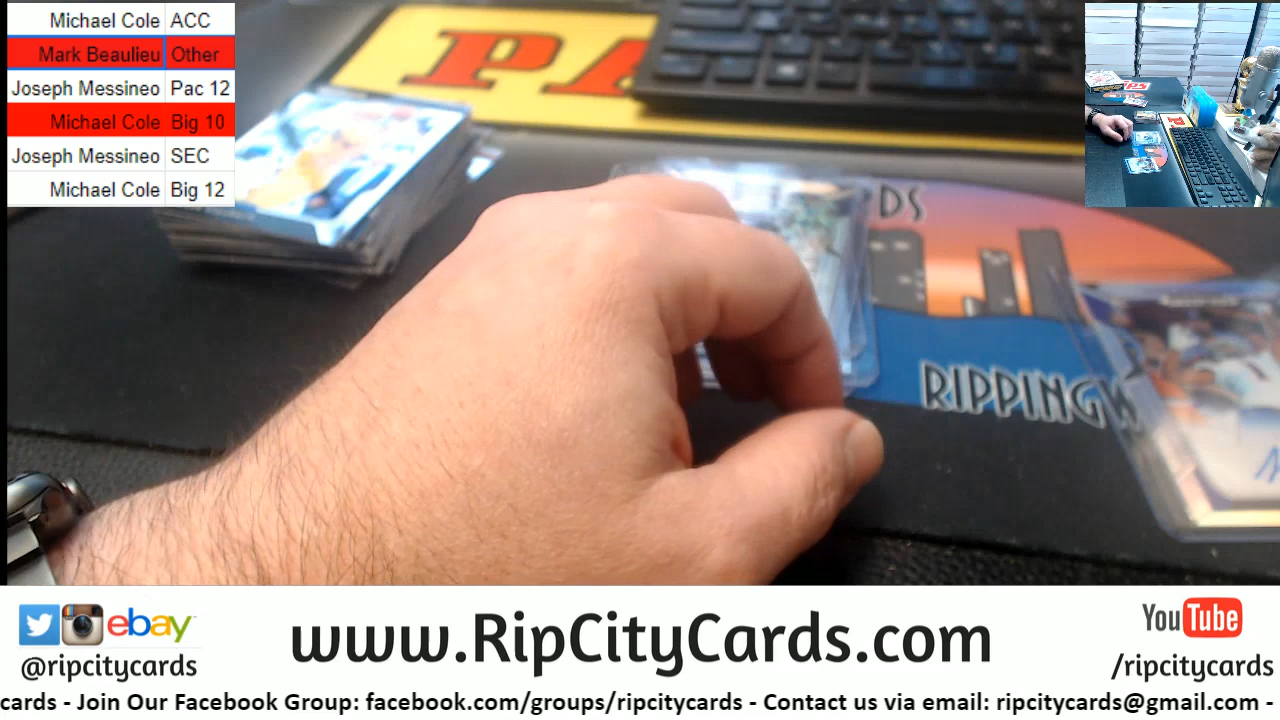 Michael Cole ACC
Mark Beaulieu Other
Joseph Messineo Pac 12
Michael Cole Big 10
Joseph Messineo SEC
Michael Cole Big 12
PA
DS
RIPPINGW
ebay
@ripcitycards
www.RipCityCards.com
YouTube
/ripcitycards
cards - Join Our Facebook Group: facebook.com/groups/ripcitycards - Contact us via email: ripcitycards@gmail.com -